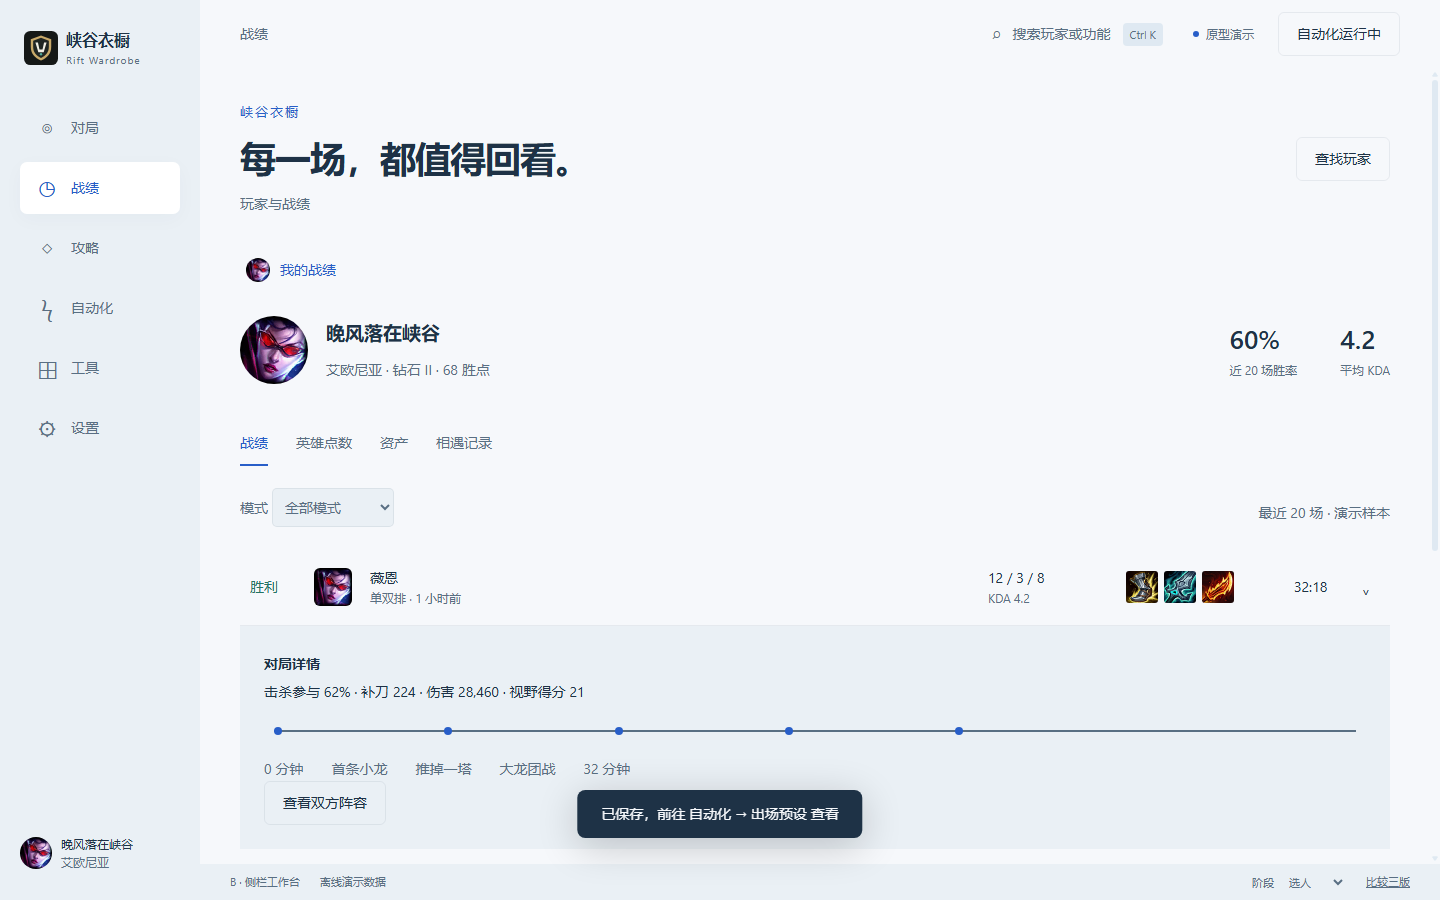 峡谷衣橱
Rift Wardrobe
对局
战绩
攻略
自动化
工具
设置
晚风落在峡谷
艾欧尼亚
战绩
搜索玩家或功能 Ctrl K
原型演示
自动化运行中
峡谷衣橱
每一场，都值得回看。
玩家与战绩
查找玩家
我的战绩
晚风落在峡谷
艾欧尼亚 · 钻石 II · 68 胜点
60%
近 20 场胜率
4.2
平均 KDA
战绩 英雄点数 资产 相遇记录
模式 全部模式
最近 20 场 · 演示样本
胜利
薇恩
单双排 · 1 小时前
12 / 3 / 8
KDA 4.2
32:18
对局详情
击杀参与 62% · 补刀 224 · 伤害 28,460 · 视野得分 21
0 分钟 首条小龙 推掉一塔 大龙团战 32 分钟
查看双方阵容
已保存，前往 自动化 → 出场预设 查看
B · 侧栏工作台 离线演示数据
阶段 选人 比较三版